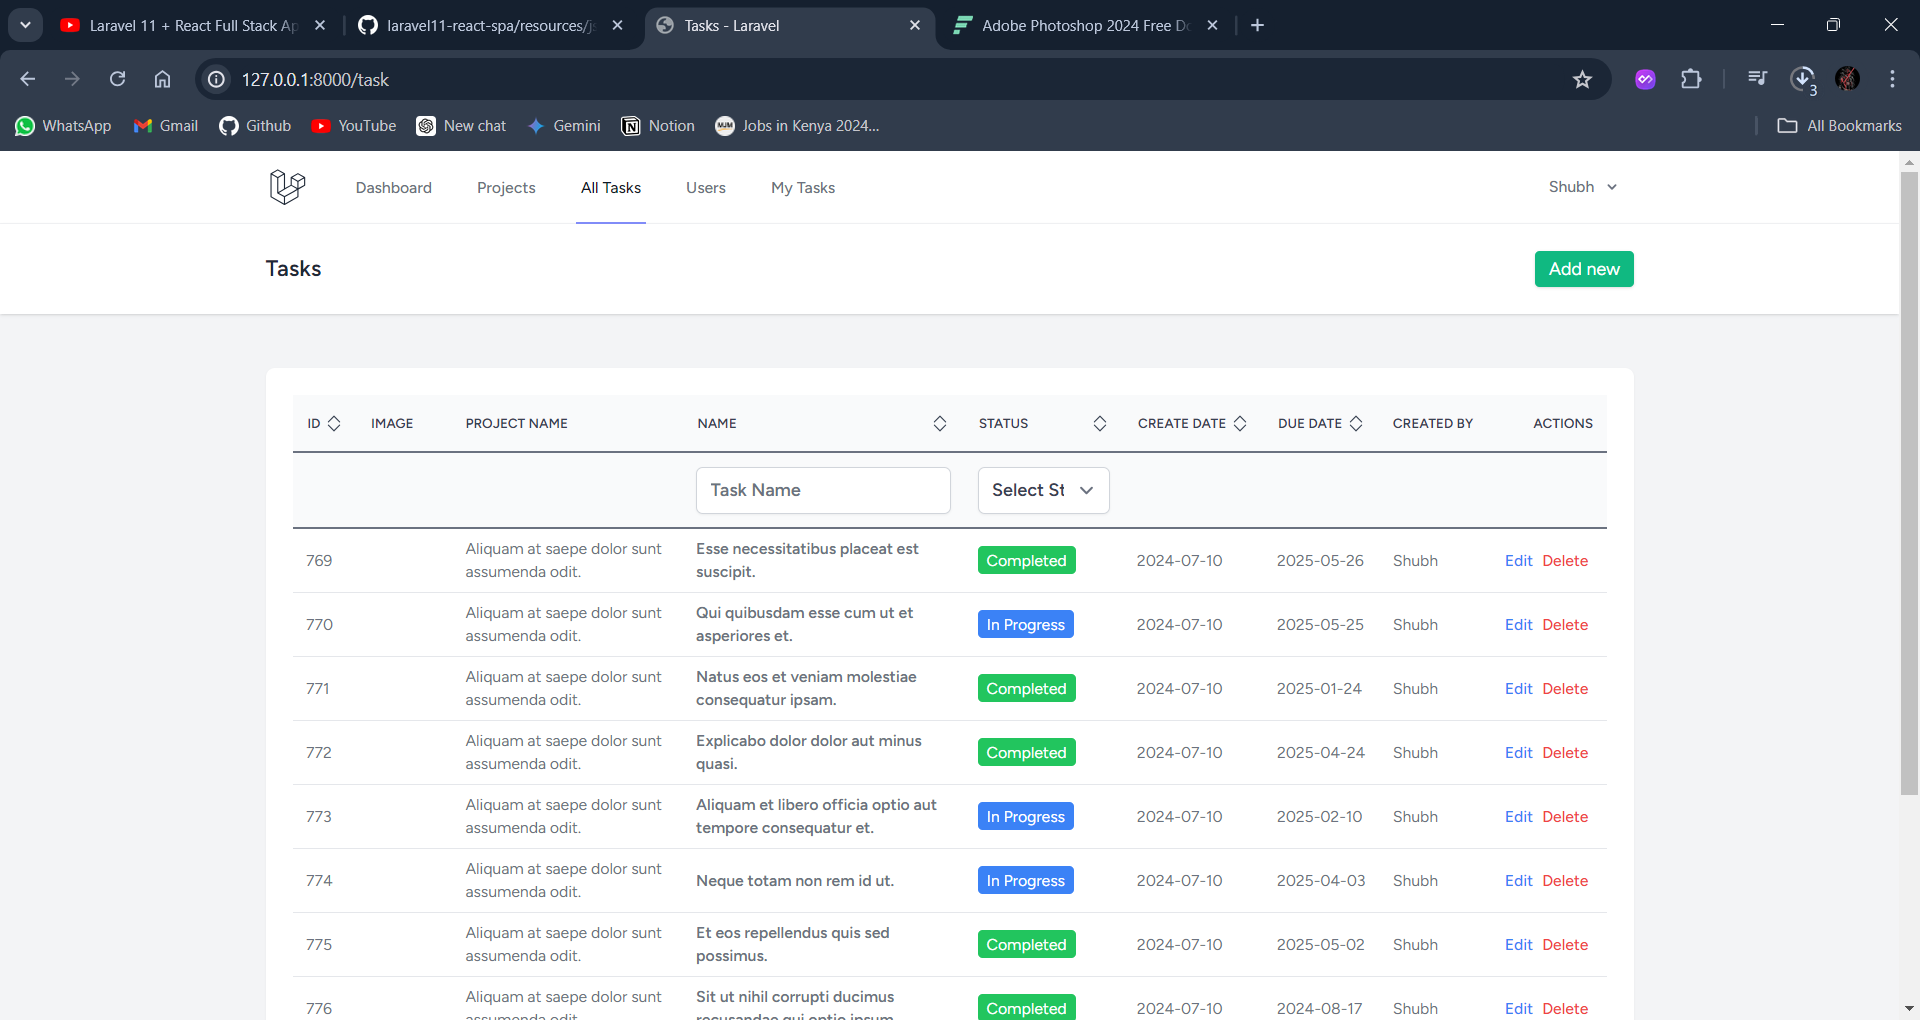 Laravel 11 + React Full Stack Ap
laravel11-react-spa/resources/js
Tasks - Laravel
Adobe Photoshop 2024 Free Do
127.0.0.1:8000/task
3
WhatsApp
Gmail
Github
YouTube
New chat
Gemini
Notion
Jobs in Kenya 2024...
All Bookmarks
Dashboard
Projects
All Tasks
Users
My Tasks
Shubh
Tasks
Add new
ID IMAGE PROJECT NAME NAME STATUS CREATE DATE DUE DATE CREATED BY ACTIONS
Task Name
Select St
769 Aliquam at saepe dolor sunt Esse necessitatibus placeat est Completed 2024-07-10 2025-05-26 Shubh Edit Delete
assumenda odit. suscipit.
770 Aliquam at saepe dolor sunt Qui quibusdam esse cum ut et In Progress 2024-07-10 2025-05-25 Shubh Edit Delete
assumenda odit. asperiores et.
771 Aliquam at saepe dolor sunt Natus eos et veniam molestiae Completed 2024-07-10 2025-01-24 Shubh Edit Delete
assumenda odit. consequatur ipsam.
772 Aliquam at saepe dolor sunt Explicabo dolor dolor aut minus Completed 2024-07-10 2025-04-24 Shubh Edit Delete
assumenda odit. quasi.
773 Aliquam at saepe dolor sunt Aliquam et libero officia optio aut In Progress 2024-07-10 2025-02-10 Shubh Edit Delete
assumenda odit. tempore consequatur et.
774 Aliquam at saepe dolor sunt Neque totam non rem id ut. In Progress 2024-07-10 2025-04-03 Shubh Edit Delete
assumenda odit.
775 Aliquam at saepe dolor sunt Et eos repellendus quis sed Completed 2024-07-10 2025-05-02 Shubh Edit Delete
assumenda odit. possimus.
776 Aliquam at saepe dolor sunt Sit ut nihil corrupti ducimus Completed 2024-07-10 2024-08-17 Shubh Edit Delete
assumenda odit. recusandae qui optio ipsum